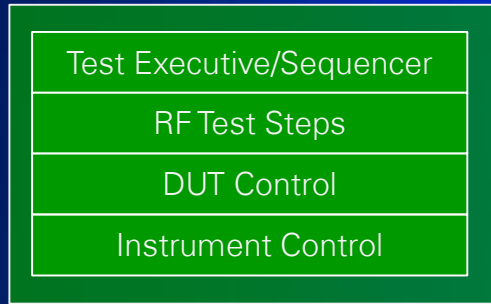 Test Executive/Sequencer
RF Test Steps
DUT Control
Instrument Control